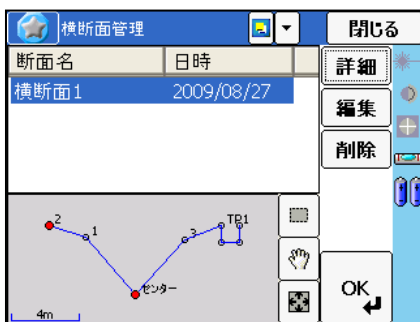 横断面管理
閉じる
断面名 日時
横断面1 2009/08/27
詳細
編集
削除
2
1
3
TP1
センター
4m
OK